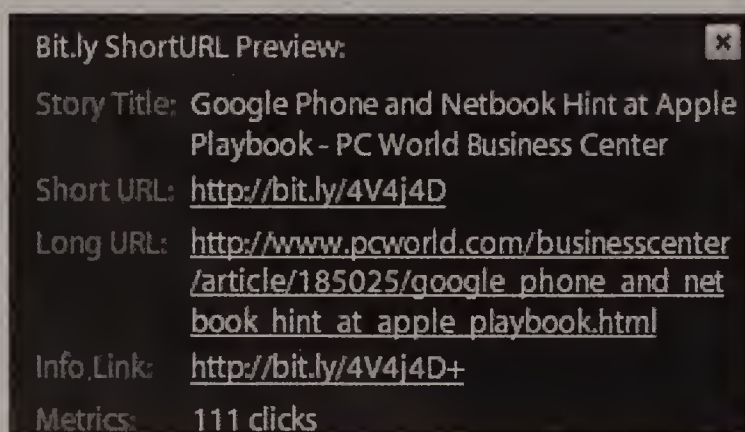 Bit.ly ShortURL Preview:
Story Title: Google Phone and Netbook Hint at Apple
Playbook - PC World Business Center
Short URL: http://bit.ly/4V4j4D
Long URL: http://www.pcworld.com/businesscenter
/article/185025/google_phone_and_net
book_hint_at_apple_playbook.html
Info Link: http://bit.ly/4V4j4D+
Metrics: 111 clicks